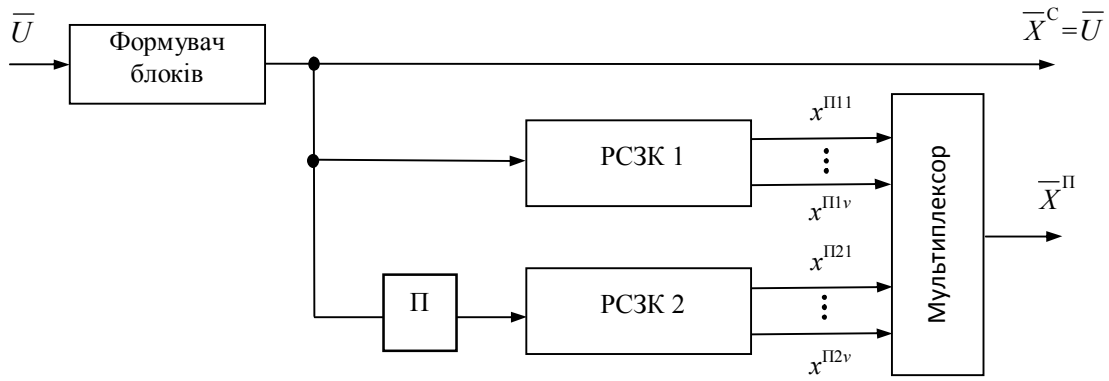 U̅
Формувач
блоків
X̅ᶜ=U̅
РСЗК 1
x^П11
⋮
x^П1v
П
РСЗК 2
x^П21
⋮
x^П2v
Мультиплексор
X̅^П